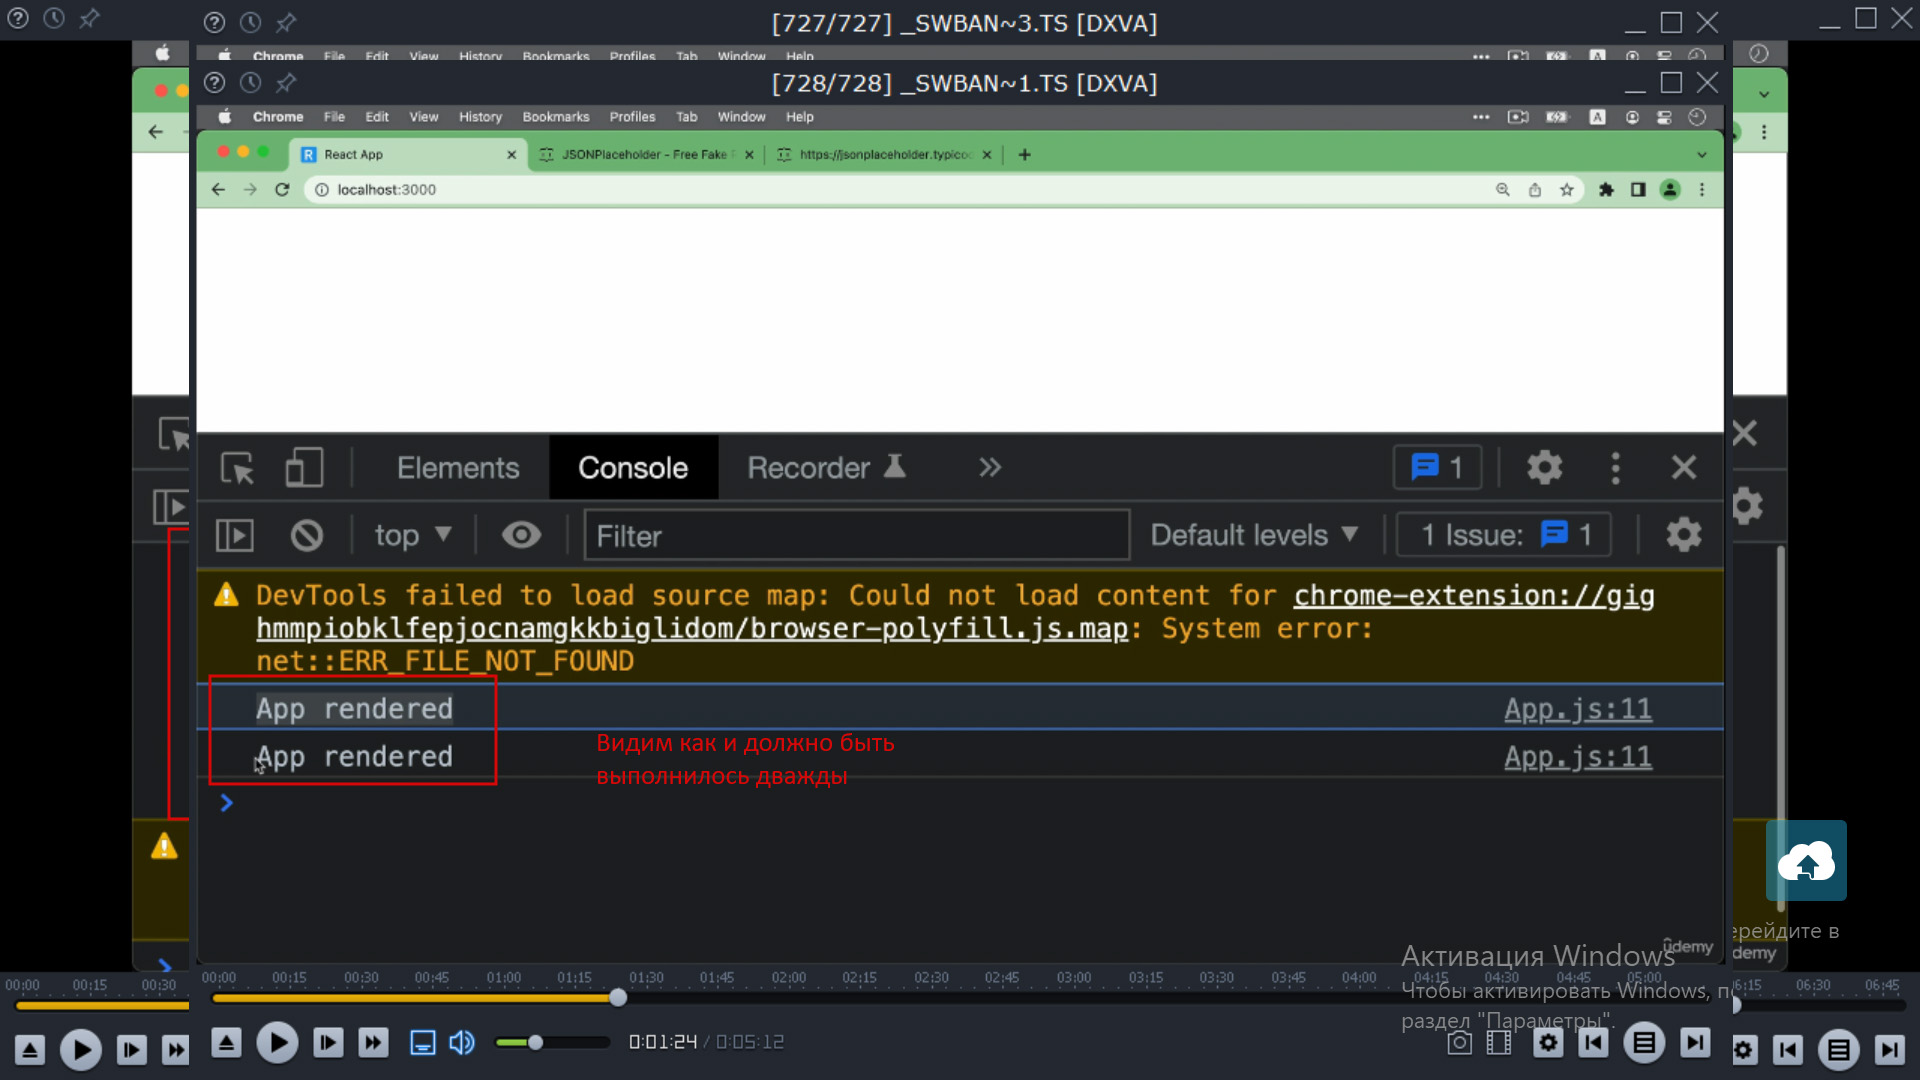 [727/727] _SWBAN~3.TS [DXVA]
Chrome File Edit View History Bookmarks Profiles Tab Window Help
[728/728] _SWBAN~1.TS [DXVA]
Chrome File Edit View History Bookmarks Profiles Tab Window Help
React App
JSONPlaceholder - Free Fake
https://jsonplaceholder.typicoc
localhost:3000
Elements Console Recorder 1
top Filter Default levels 1 Issue: 1
DevTools failed to load source map: Could not load content for chrome-extension://gig
hmmpiobklfepjocnamgkkbiglidom/browser-polyfill.js.map: System error:
net::ERR_FILE_NOT_FOUND
App rendered App.js:11
App rendered App.js:11
Видим как и должно быть
выполнилось дважды
ерейдите в
Активация Windows
ûdemy
demy
Чтобы активировать Windows, п
раздел "Параметры".
00:00 00:15 00:30
00:00 00:15 00:30 00:45 01:00 01:15 01:30 01:45 02:00 02:15 02:30 02:45 03:00 03:15 03:30 03:45 04:00 04:15 04:30 04:45 05:00
6:15 06:30 06:45
0:01:24 / 0:05:12